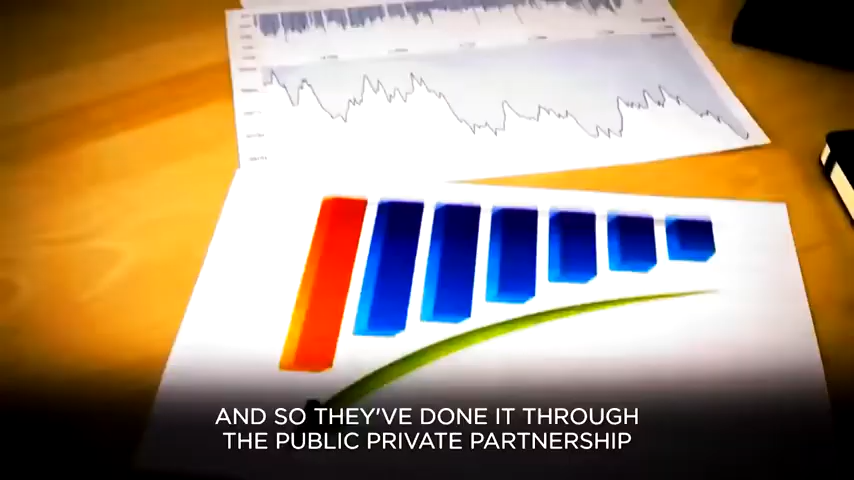 AND SO THEY'VE DONE IT THROUGH
THE PUBLIC PRIVATE PARTNERSHIP